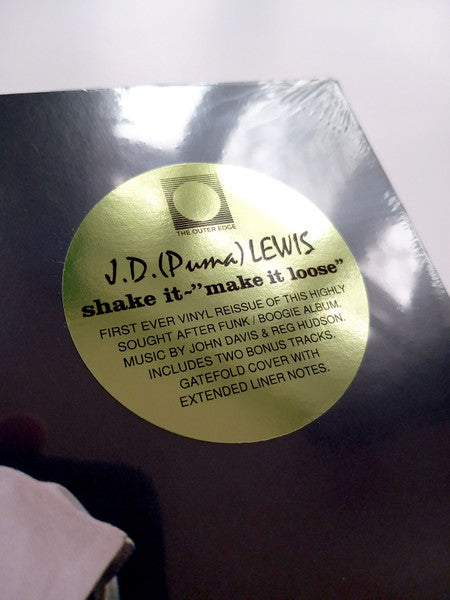 THE OUTER EDGE
J.D. (Puma) LEWIS
shake it~"make it loose"
FIRST EVER VINYL REISSUE OF THIS HIGHLY
SOUGHT AFTER FUNK / BOOGIE ALBUM.
MUSIC BY JOHN DAVIS & REG HUDSON.
INCLUDES TWO BONUS TRACKS.
GATEFOLD COVER WITH
EXTENDED LINER NOTES.